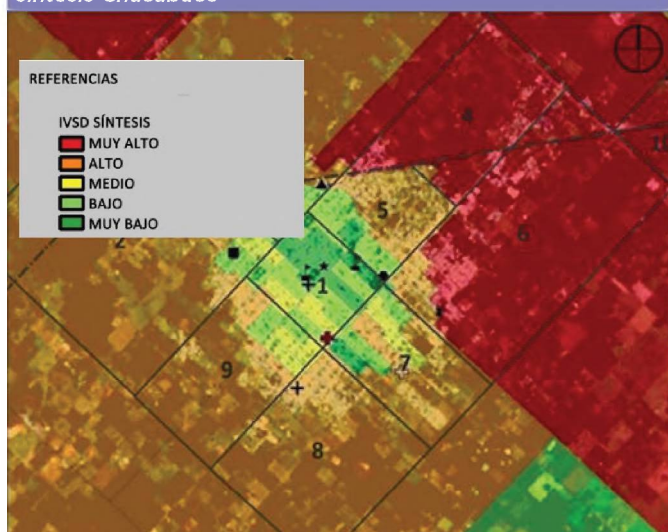 REFERENCIAS
IVSD SÍNTESIS
MUY ALTO
ALTO
MEDIO
BAJO
MUY BAJO
4
5
6
2
1
7
9
8